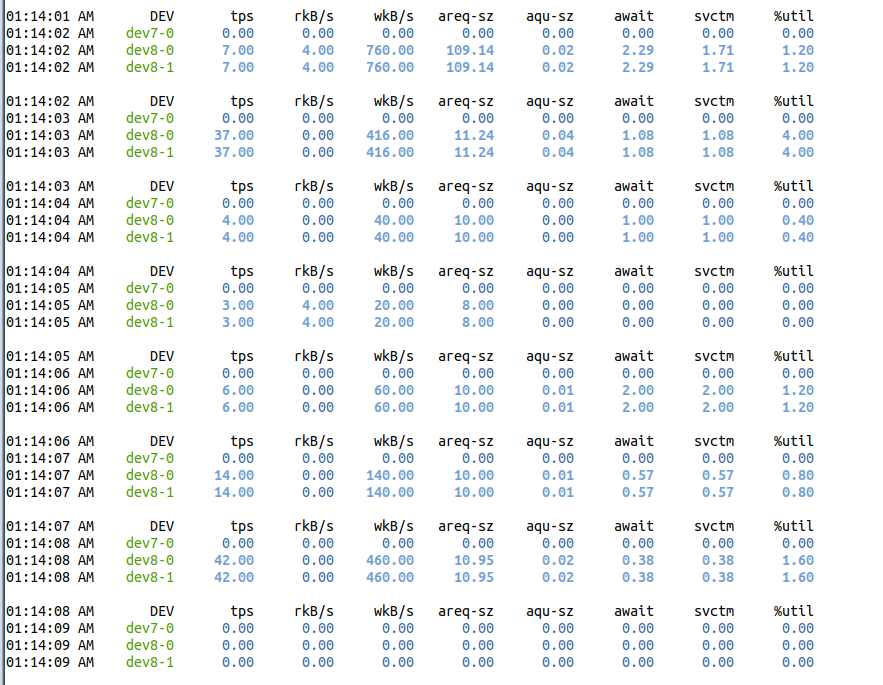 01:14:01 AM DEV tps rkB/s wkB/s areq-sz aqu-sz await svctm %util
01:14:02 AM dev7-0 0.00 0.00 0.00 0.00 0.00 0.00 0.00 0.00
01:14:02 AM dev8-0 7.00 4.00 760.00 109.14 0.02 2.29 1.71 1.20
01:14:02 AM dev8-1 7.00 4.00 760.00 109.14 0.02 2.29 1.71 1.20
01:14:02 AM DEV tps rkB/s wkB/s areq-sz aqu-sz await svctm %util
01:14:03 AM dev7-0 0.00 0.00 0.00 0.00 0.00 0.00 0.00 0.00
01:14:03 AM dev8-0 37.00 0.00 416.00 11.24 0.04 1.08 1.08 4.00
01:14:03 AM dev8-1 37.00 0.00 416.00 11.24 0.04 1.08 1.08 4.00
01:14:03 AM DEV tps rkB/s wkB/s areq-sz aqu-sz await svctm %util
01:14:04 AM dev7-0 0.00 0.00 0.00 0.00 0.00 0.00 0.00 0.00
01:14:04 AM dev8-0 4.00 0.00 40.00 10.00 0.00 1.00 1.00 0.40
01:14:04 AM dev8-1 4.00 0.00 40.00 10.00 0.00 1.00 1.00 0.40
01:14:04 AM DEV tps rkB/s wkB/s areq-sz aqu-sz await svctm %util
01:14:05 AM dev7-0 0.00 0.00 0.00 0.00 0.00 0.00 0.00 0.00
01:14:05 AM dev8-0 3.00 4.00 20.00 8.00 0.00 0.00 0.00 0.00
01:14:05 AM dev8-1 3.00 4.00 20.00 8.00 0.00 0.00 0.00 0.00
01:14:05 AM DEV tps rkB/s wkB/s areq-sz aqu-sz await svctm %util
01:14:06 AM dev7-0 0.00 0.00 0.00 0.00 0.00 0.00 0.00 0.00
01:14:06 AM dev8-0 6.00 0.00 60.00 10.00 0.01 2.00 2.00 1.20
01:14:06 AM dev8-1 6.00 0.00 60.00 10.00 0.01 2.00 2.00 1.20
01:14:06 AM DEV tps rkB/s wkB/s areq-sz aqu-sz await svctm %util
01:14:07 AM dev7-0 0.00 0.00 0.00 0.00 0.00 0.00 0.00 0.00
01:14:07 AM dev8-0 14.00 0.00 140.00 10.00 0.01 0.57 0.57 0.80
01:14:07 AM dev8-1 14.00 0.00 140.00 10.00 0.01 0.57 0.57 0.80
01:14:07 AM DEV tps rkB/s wkB/s areq-sz aqu-sz await svctm %util
01:14:08 AM dev7-0 0.00 0.00 0.00 0.00 0.00 0.00 0.00 0.00
01:14:08 AM dev8-0 42.00 0.00 460.00 10.95 0.02 0.38 0.38 1.60
01:14:08 AM dev8-1 42.00 0.00 460.00 10.95 0.02 0.38 0.38 1.60
01:14:08 AM DEV tps rkB/s wkB/s areq-sz aqu-sz await svctm %util
01:14:09 AM dev7-0 0.00 0.00 0.00 0.00 0.00 0.00 0.00 0.00
01:14:09 AM dev8-0 0.00 0.00 0.00 0.00 0.00 0.00 0.00 0.00
01:14:09 AM dev8-1 0.00 0.00 0.00 0.00 0.00 0.00 0.00 0.00